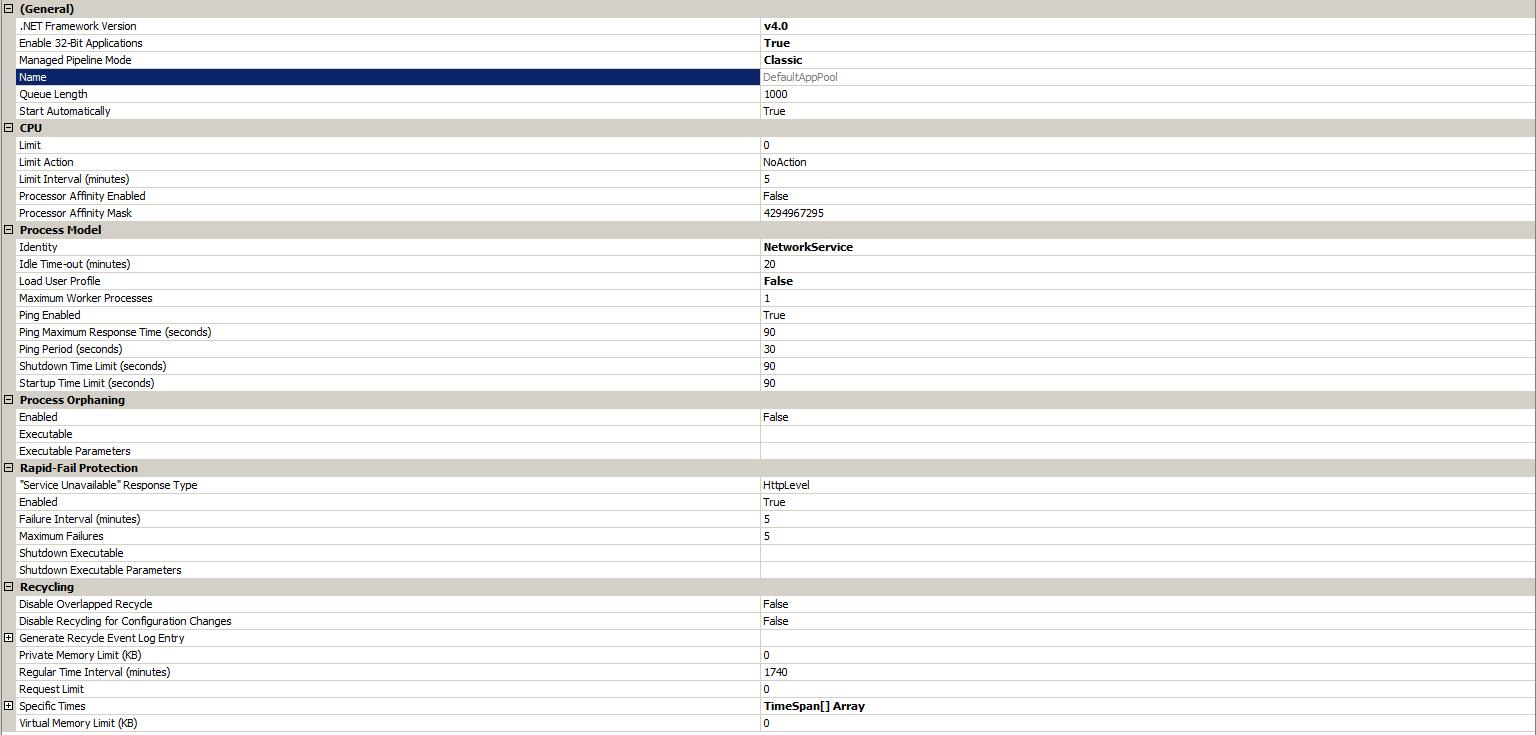 (General)
.NET Framework Version v4.0
Enable 32-Bit Applications True
Managed Pipeline Mode Classic
Name DefaultAppPool
Queue Length 1000
Start Automatically True
CPU
Limit 0
Limit Action NoAction
Limit Interval (minutes) 5
Processor Affinity Enabled False
Processor Affinity Mask 4294967295
Process Model
Identity NetworkService
Idle Time-out (minutes) 20
Load User Profile False
Maximum Worker Processes 1
Ping Enabled True
Ping Maximum Response Time (seconds) 90
Ping Period (seconds) 30
Shutdown Time Limit (seconds) 90
Startup Time Limit (seconds) 90
Process Orphaning
Enabled False
Executable
Executable Parameters
Rapid-Fail Protection
"Service Unavailable" Response Type HttpLevel
Enabled True
Failure Interval (minutes) 5
Maximum Failures 5
Shutdown Executable
Shutdown Executable Parameters
Recycling
Disable Overlapped Recycle False
Disable Recycling for Configuration Changes False
Generate Recycle Event Log Entry
Private Memory Limit (KB) 0
Regular Time Interval (minutes) 1740
Request Limit 0
Specific Times TimeSpan[] Array
Virtual Memory Limit (KB) 0